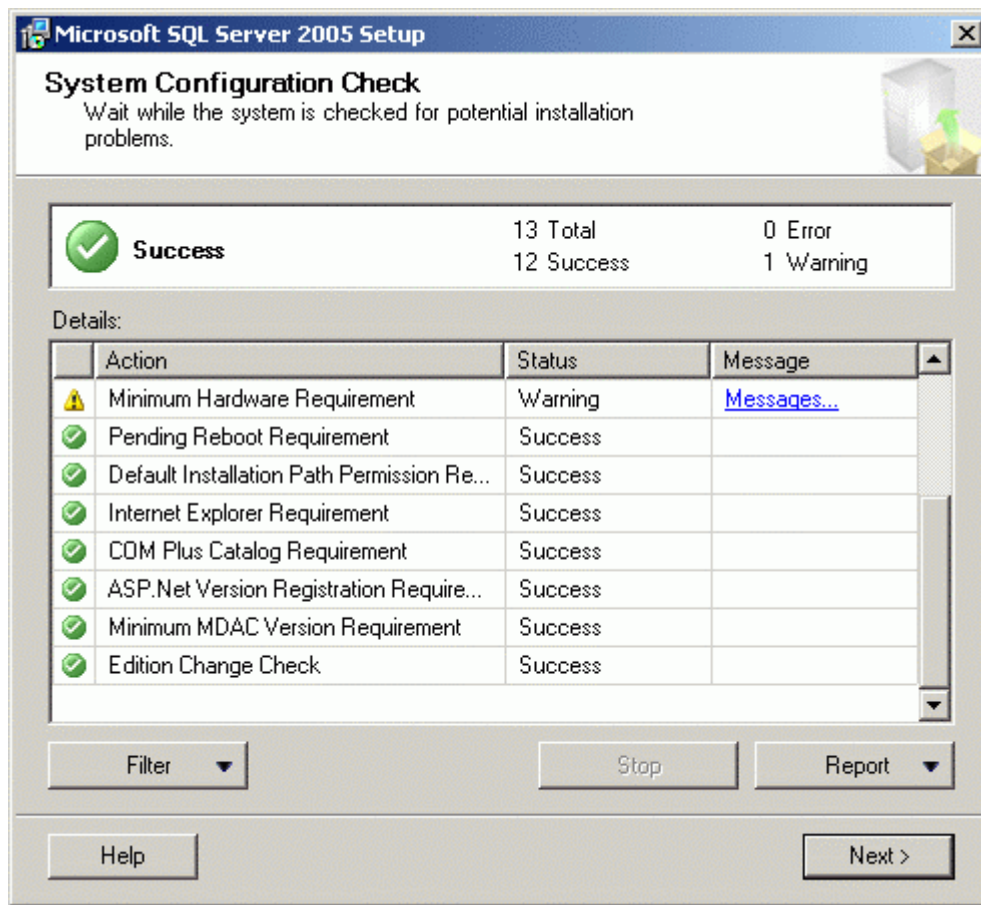 Microsoft SQL Server 2005 Setup
System Configuration Check
Wait while the system is checked for potential installation
problems.
Success
13 Total
0 Error
12 Success
1 Warning
Details:
Action Status Message
Minimum Hardware Requirement Warning Messages...
Pending Reboot Requirement Success
Default Installation Path Permission Re... Success
Internet Explorer Requirement Success
COM Plus Catalog Requirement Success
ASP.Net Version Registration Require... Success
Minimum MDAC Version Requirement Success
Edition Change Check Success
Filter Stop Report
Help Next >